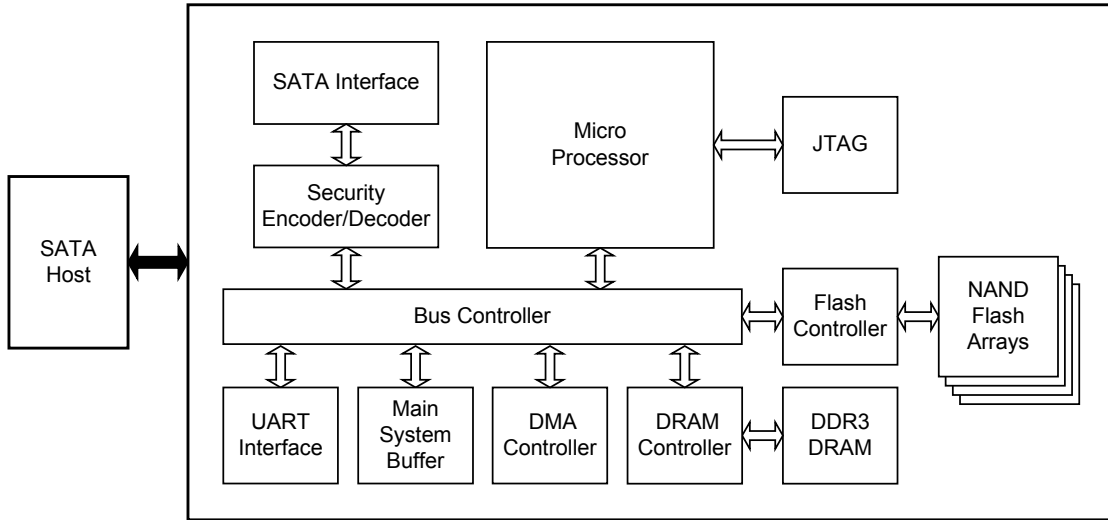 SATA Interface
Micro
Processor
JTAG
Security
Encoder/Decoder
SATA
Host
Bus Controller
Flash
Controller
NAND
Flash
Arrays
UART
Interface
Main
System
Buffer
DMA
Controller
DRAM
Controller
DDR3
DRAM